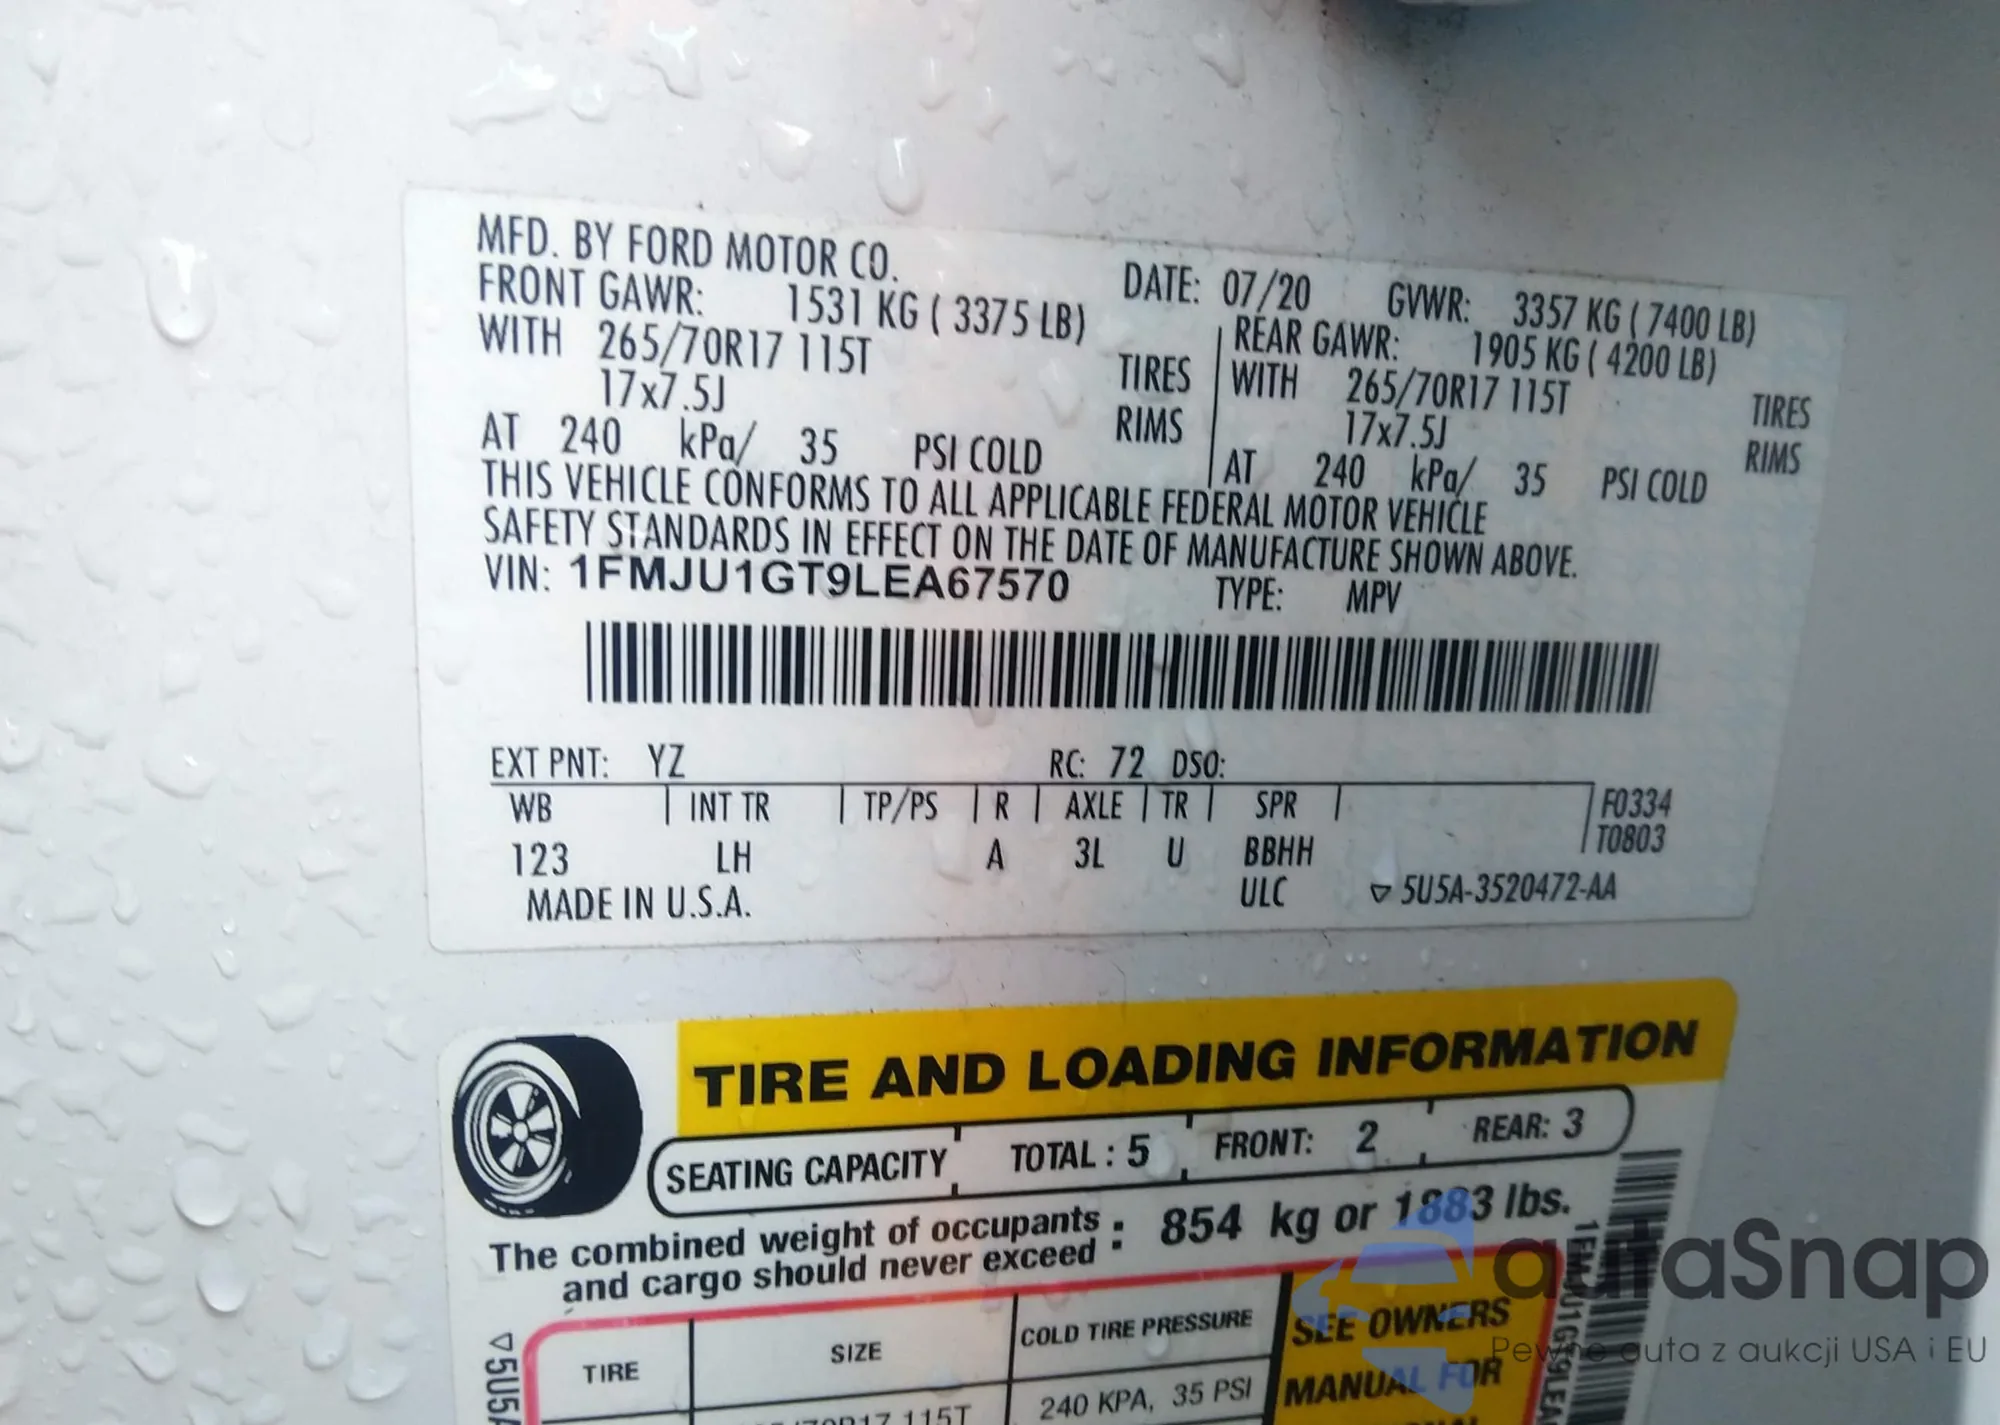 MFD. BY FORD MOTOR CO.
DATE: 07/20 GVWR: 3357 KG ( 7400 LB)
FRONT GAWR: 1531 KG ( 3375 LB)
REAR GAWR: 1905 KG ( 4200 LB)
WITH 265/70R17 115T TIRES
WITH 265/70R17 115T TIRES
17x7.5J RIMS
17x7.5J RIMS
AT 240 kPa/ 35 PSI COLD
AT 240 kPa/ 35 PSI COLD
THIS VEHICLE CONFORMS TO ALL APPLICABLE FEDERAL MOTOR VEHICLE
SAFETY STANDARDS IN EFFECT ON THE DATE OF MANUFACTURE SHOWN ABOVE.
VIN: 1FMJU1GT9LEA67570 TYPE: MPV
EXT PNT: YZ RC: 72 DSO:
WB INT TR TP/PS R AXLE TR SPR F0334
T0803
123 LH A 3L U BBHH
MADE IN U.S.A. ULC ▽ 5U5A-3520472-AA
TIRE AND LOADING INFORMATION
SEATING CAPACITY TOTAL : 5 FRONT: 2 REAR: 3
The combined weight of occupants
and cargo should never exceed : 854 kg or 1883 lbs.
TIRE SIZE COLD TIRE PRESSURE SEE OWNERS
MANUAL FOR
115T 240 KPA, 35 PSI
▽5U5A
autaSnap
Pewne auta z aukcji USA i EU